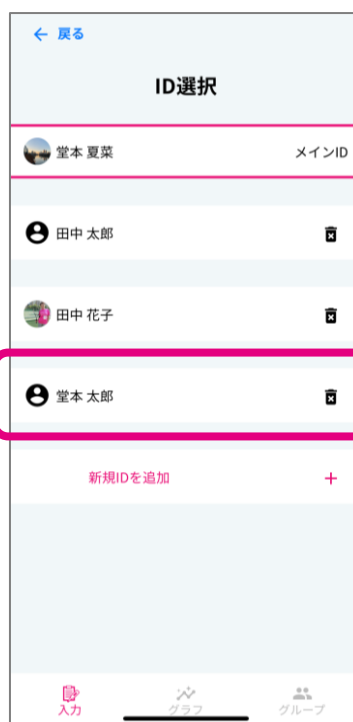 ← 戻る
ID選択
堂本 夏菜 メインID
田中 太郎
田中 花子
堂本 太郎
新規IDを追加 +
入力 グラフ グループ